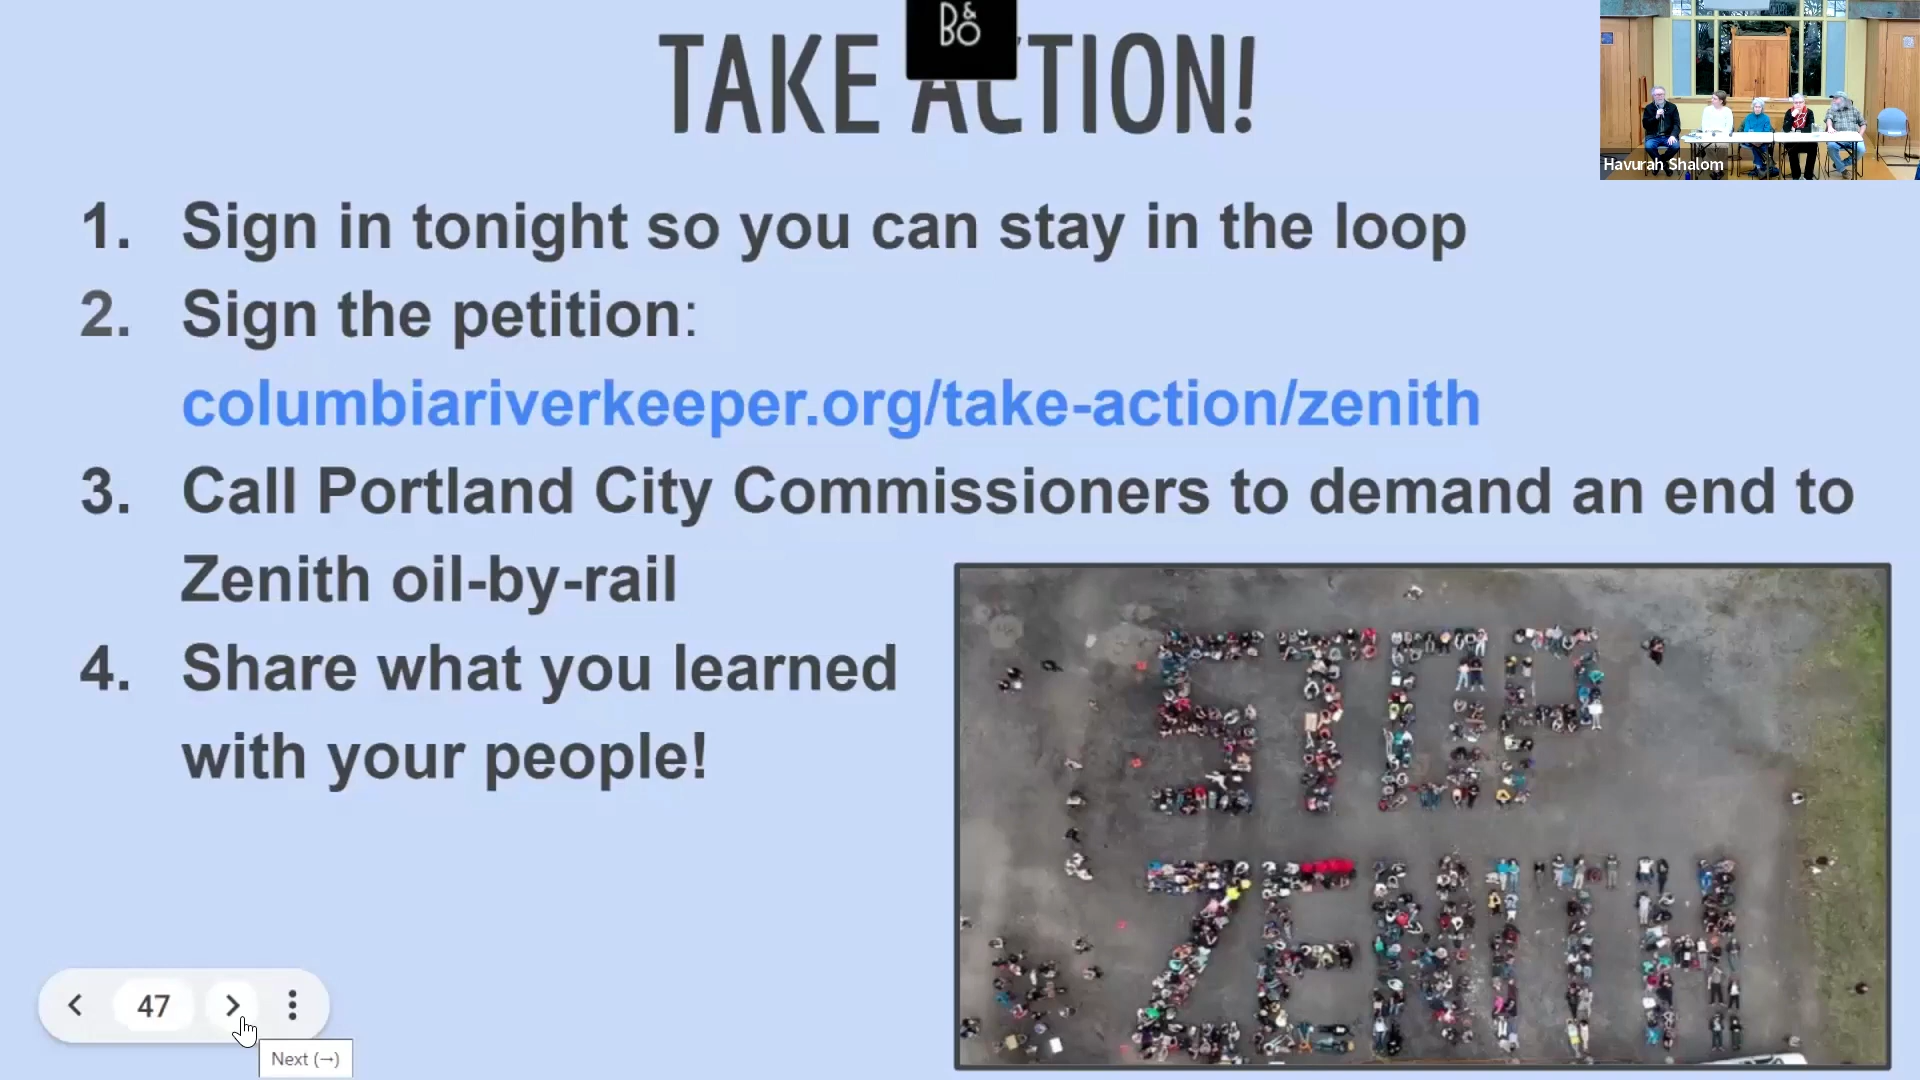 B&O
TAKE ACTION!
Havurah Shalom
1. Sign in tonight so you can stay in the loop
2. Sign the petition:
columbiariverkeeper.org/take-action/zenith
3. Call Portland City Commissioners to demand an end to
Zenith oil-by-rail
4. Share what you learned
with your people!
STOP
ZENITH
47
Next (→)